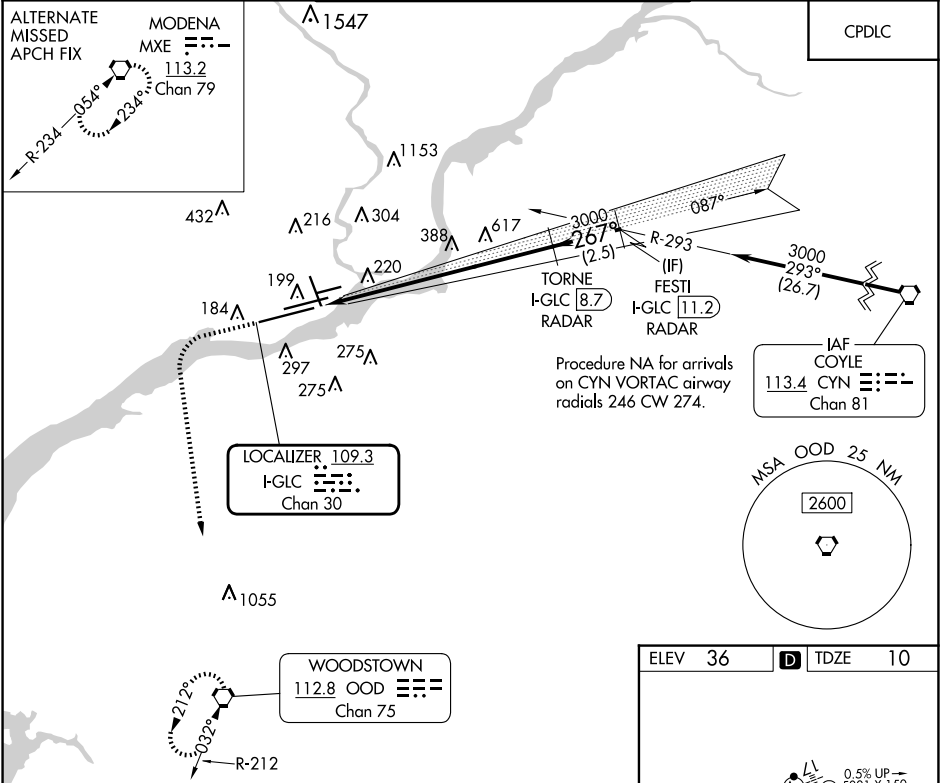 ALTERNATE
MISSED
APCH FIX
MODENA
MXE
113.2
Chan 79
054°
234°
R-234
1547
CPDLC
1153
432
216
304
388
617
199
220
184
297
275
275
3000
267°
(2.5)
087°
R-293
TORNE
I-GLC 8.7
RADAR
(IF)
FESTI
I-GLC 11.2
RADAR
3000
293°
(26.7)
IAF
COYLE
113.4 CYN
Chan 81
Procedure NA for arrivals
on CYN VORTAC airway
radials 246 CW 274.
LOCALIZER 109.3
I-GLC
Chan 30
MSA OOD 25 NM
2600
1055
WOODSTOWN
112.8 OOD
Chan 75
212°
032°
R-212
ELEV 36
D
TDZE 10
0.5% UP